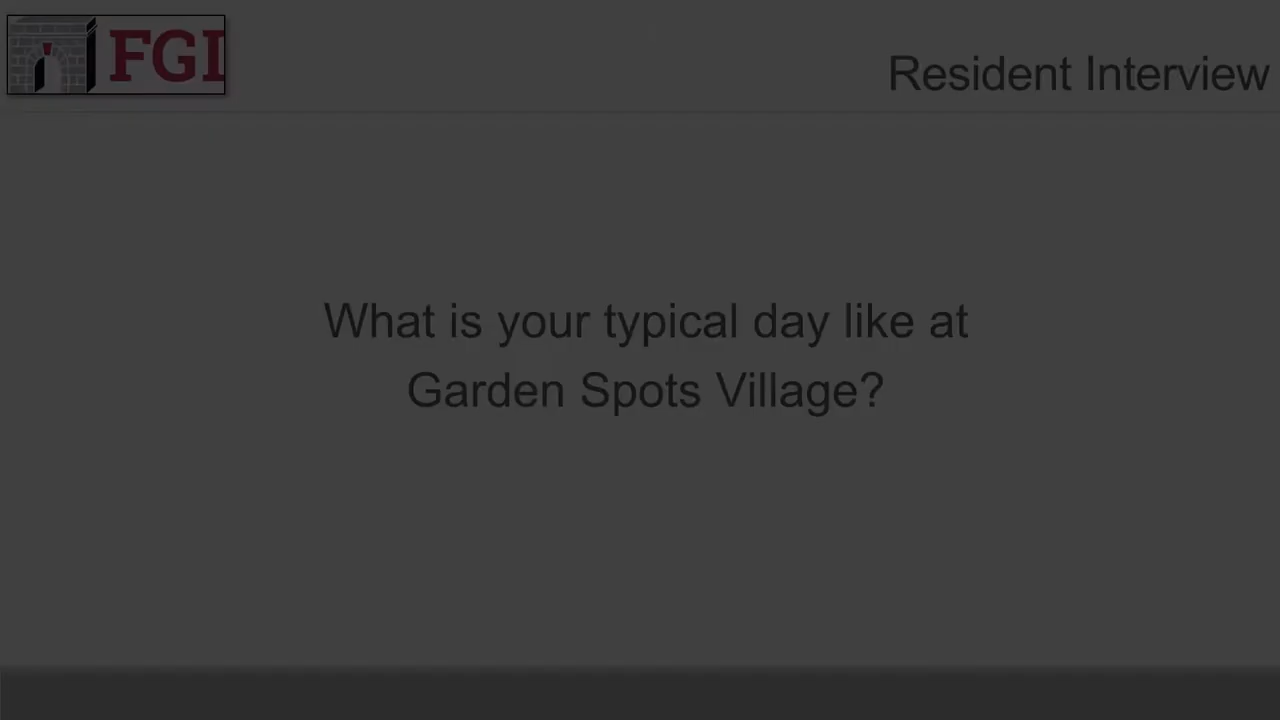 FGI
Resident Interview
What is your typical day like at
Garden Spots Village?